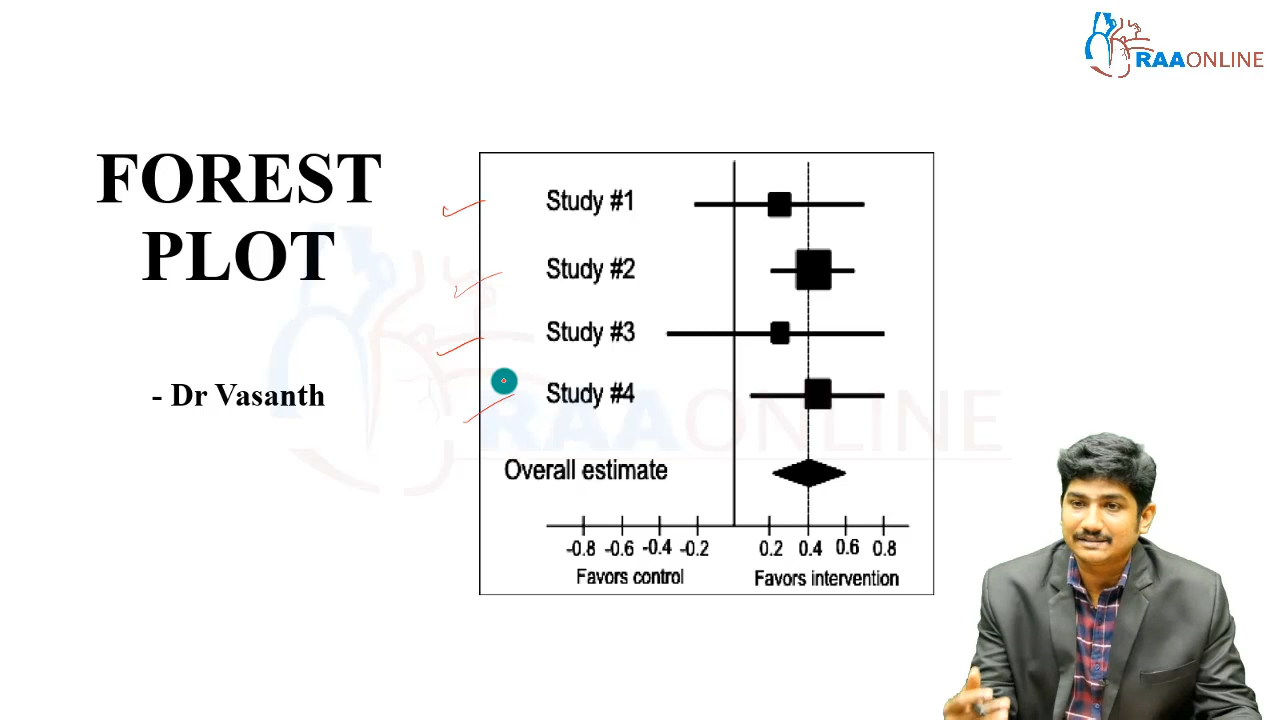 RAAONLINE
FOREST
PLOT
- Dr Vasanth
Study #1
Study #2
Study #3
Study #4
RAAONLINE
Overall estimate
-0.8 -0.6 -0.4 -0.2 0.2 0.4 0.6 0.8
Favors control Favors intervention